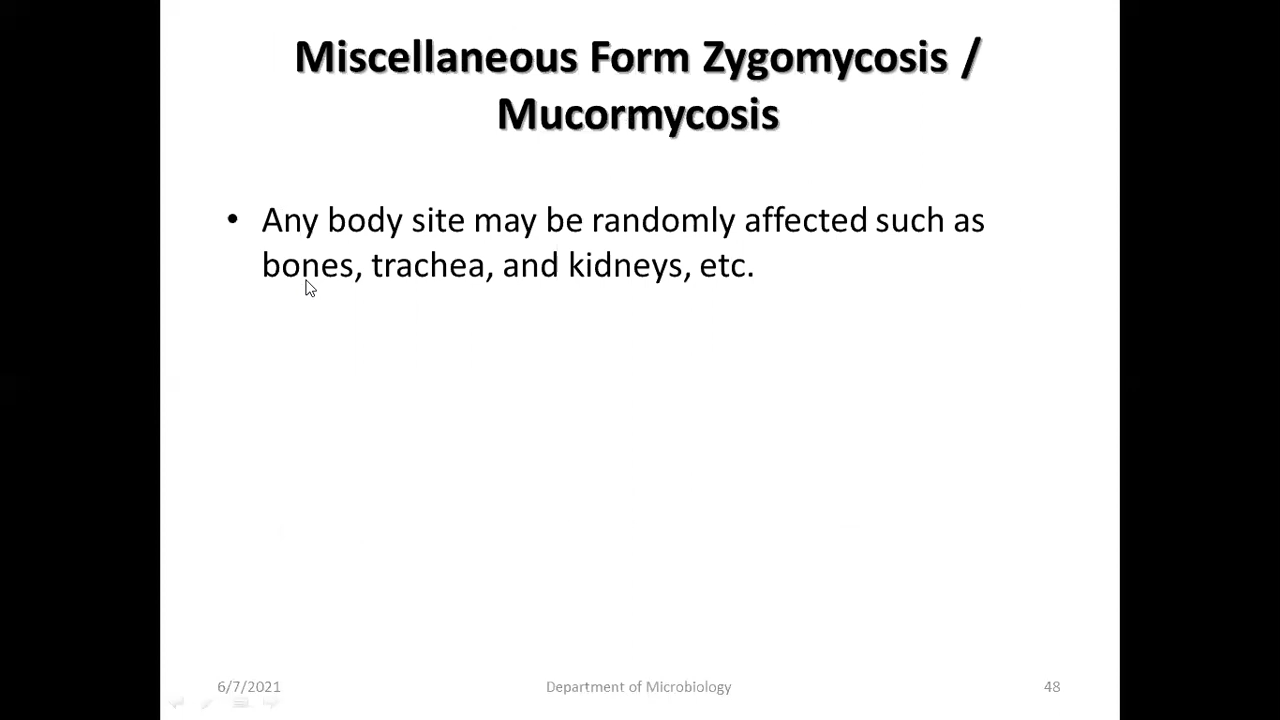 Miscellaneous Form Zygomycosis /
Mucormycosis
• Any body site may be randomly affected such as
bones, trachea, and kidneys, etc.
6/7/2021 Department of Microbiology 48